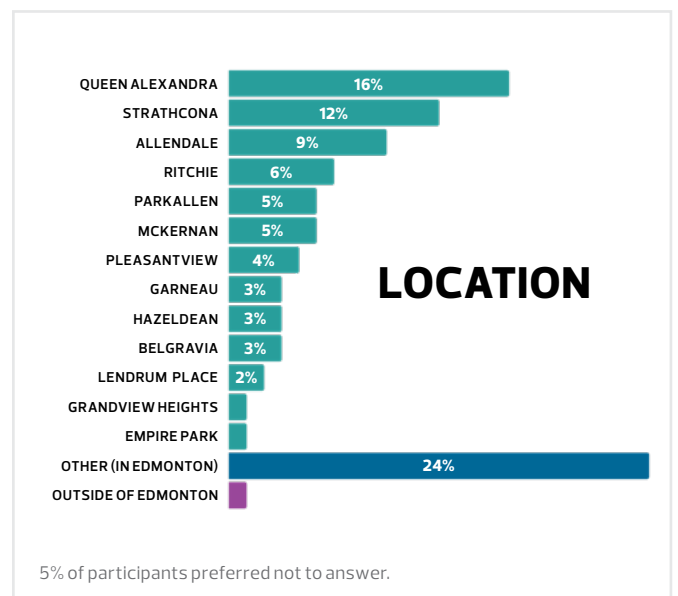 QUEEN ALEXANDRA 16%
STRATHCONA 12%
ALLENDALE 9%
RITCHIE 6%
PARKALLEN 5%
MCKERNAN 5%
PLEASANTVIEW 4%
LOCATION
GARNEAU 3%
HAZELDEAN 3%
BELGRAVIA 3%
LENDRUM PLACE 2%
GRANDVIEW HEIGHTS
EMPIRE PARK
OTHER (IN EDMONTON) 24%
OUTSIDE OF EDMONTON
5% of participants preferred not to answer.